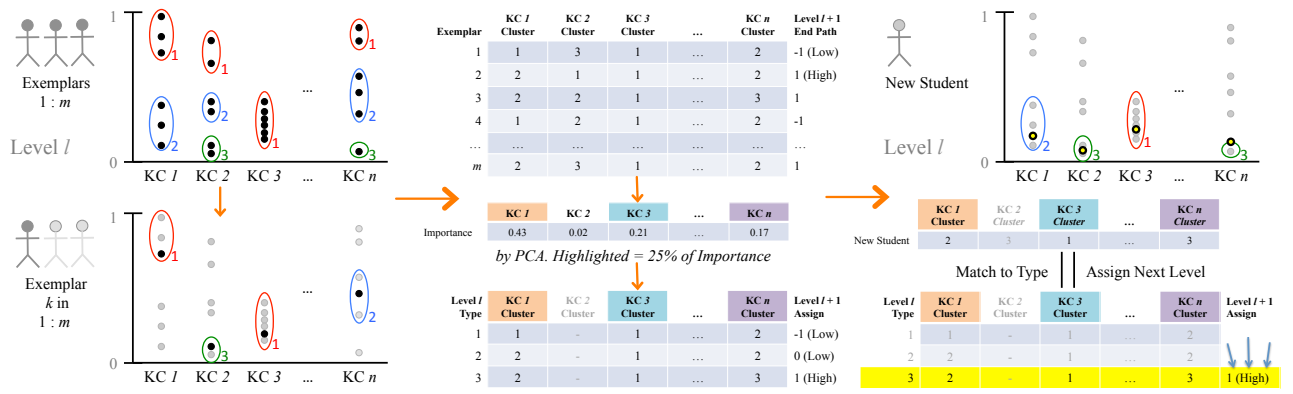 1
1
1
2
1
2
2
3
3
0
KC 1 KC 2 KC 3 ... KC n
...
Exemplars
1 : m
Level l
1
1
3
1
2
0
KC 1 KC 2 KC 3 ... KC n
...
Exemplar
k in
1 : m
Exemplar KC 1 Cluster KC 2 Cluster KC 3 Cluster ... KC n Cluster Level l + 1 End Path
1 1 3 1 ... 2 -1 (Low)
2 2 1 1 ... 2 1 (High)
3 2 2 1 ... 3 1
4 1 2 1 ... 2 -1
... ... ... ... ... ...
m 2 3 1 ... 2 1
KC 1 KC 2 KC 3 ... KC n
Importance 0.43 0.02 0.21 ... 0.17
by PCA. Highlighted = 25% of Importance
Level l Type KC 1 Cluster KC 2 Cluster KC 3 Cluster ... KC n Cluster Level l + 1 Assign
1 1 - 1 ... 2 -1 (Low)
2 2 - 1 ... 2 0 (Low)
3 2 - 1 ... 3 1 (High)
New Student
Level l
1
2
3
1
3
0
KC 1 KC 2 KC 3 ... KC n
...
KC 1 Cluster KC 2 Cluster KC 3 Cluster ... KC n Cluster
New Student 2 3 1 ... 3
Match to Type Assign Next Level
Level l Type KC 1 Cluster KC 2 Cluster KC 3 Cluster ... KC n Cluster Level l + 1 Assign
1 1 - 1 ... 2
2 2 - 1 ... 2
3 2 - 1 ... 3 1 (High)